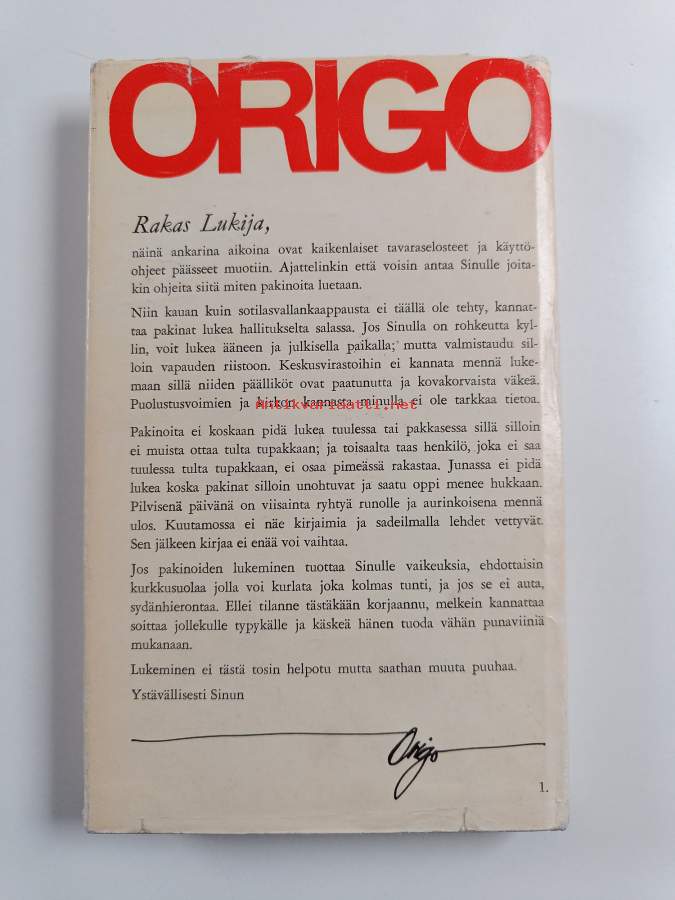 ORIGO
Rakas Lukija,
näinä ankarina aikoina ovat kaikenlaiset tavaraselosteet ja käyttö-
ohjeet päässeet muotiin. Ajattelinkin että voisin antaa Sinulle joita-
kin ohjeita siitä miten pakinoita luetaan.
Niin kauan kuin sotilasvallankaappausta ei täällä ole tehty, kannat-
taa pakinat lukea hallitukselta salassa. Jos Sinulla on rohkeutta kyl-
lin, voit lukea ääneen ja julkisella paikalla; mutta valmistaudu sil-
loin vapauden riistoon. Keskusvirastoihin ei kannata mennä luke-
maan sillä niiden päälliköt ovat paatunutta ja kovakorvaista väkeä.
Puolustusvoimien ja kirkon kannasta minulla ei ole tarkkaa tietoa.
Antikvariaatti.net
Pakinoita ei koskaan pidä lukea tuulessa tai pakkasessa sillä silloin
ei muista ottaa tulta tupakkaan; ja toisaalta taas henkilö, joka ei saa
tuulessa tulta tupakkaan, ei osaa pimeässä rakastaa. Junassa ei pidä
lukea koska pakinat silloin unohtuvat ja saatu oppi menee hukkaan.
Pilvisenä päivänä on viisainta ryhtyä runolle ja aurinkoisena mennä
ulos. Kuutamossa ei näe kirjaimia ja sadeilmalla lehdet vettyvät.
Sen jälkeen kirjaa ei enää voi vaihtaa.
Jos pakinoiden lukeminen tuottaa Sinulle vaikeuksia, ehdottaisin
kurkkusuolaa jolla voit kurlata joka kolmas tunti, ja jos se ei auta,
sydänhierontaa. Ellei tilanne tästäkään korjaannu, melkein kannattaa
soittaa jollekulle typykälle ja käskeä hänen tuoda vähän punaviiniä
mukanaan.
Lukeminen ei tästä tosin helpotu mutta saathan muuta puuhaa.
Ystävällisesti Sinun
Origo
1.